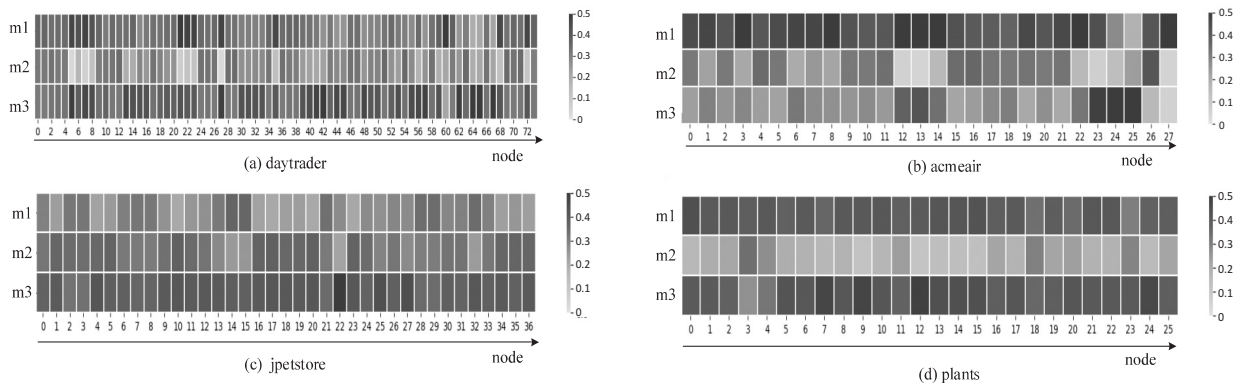 m1
m2
m3
0.5
0.4
0.3
0.2
0.1
0
0 2 4 6 8 10 12 14 16 18 20 22 24 26 28 30 32 34 36 38 40 42 44 46 48 50 52 54 56 58 60 62 64 66 68 70 72
node
(a) daytrader
m1
m2
m3
0.5
0.4
0.3
0.2
0.1
0
0 1 2 3 4 5 6 7 8 9 10 11 12 13 14 15 16 17 18 19 20 21 22 23 24 25 26 27
node
(b) acmeair
m1
m2
m3
0.5
0.4
0.3
0.2
0.1
0
0 1 2 3 4 5 6 7 8 9 10 11 12 13 14 15 16 17 18 19 20 21 22 23 24 25 26 27 28 29 30 31 32 33 34 35 36
node
(c) jpetstore
m1
m2
m3
0.5
0.4
0.3
0.2
0.1
0
0 1 2 3 4 5 6 7 8 9 10 11 12 13 14 15 16 17 18 19 20 21 22 23 24 25
node
(d) plants